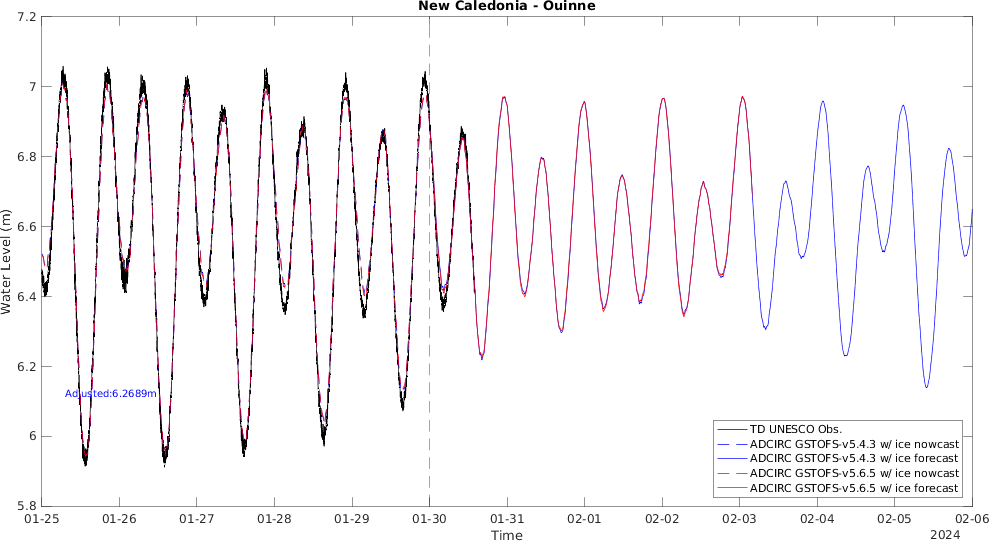 New Caledonia - Ouinne
7.2
7
6.8
6.6
6.4
6.2
6
5.8
Water Level (m)
Adjusted:6.2689m
TD UNESCO Obs.
ADCIRC GSTOFS-v5.4.3 w/ ice nowcast
ADCIRC GSTOFS-v5.4.3 w/ ice forecast
ADCIRC GSTOFS-v5.6.5 w/ ice nowcast
ADCIRC GSTOFS-v5.6.5 w/ ice forecast
01-25 01-26 01-27 01-28 01-29 01-30 01-31 02-01 02-02 02-03 02-04 02-05 02-06
Time
2024